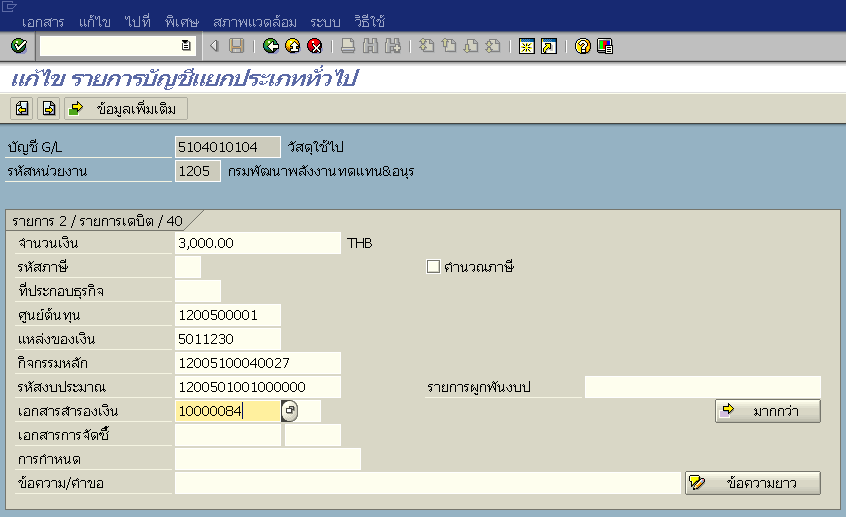 เอกสาร แก้ไข ไปที่ พิเศษ สภาพแวดล้อม ระบบ วิธีใช้
แก้ไข รายการบัญชีแยกประเภททั่วไป
ข้อมูลเพิ่มเติม
บัญชี G/L 5104010104 วัสดุใช้ไป
รหัสหน่วยงาน 1205 กรมพัฒนาพลังงานทดแทน&อนุร
รายการ 2 / รายการเดบิต / 40
จำนวนเงิน 3,000.00 THB
รหัสภาษี คำนวณภาษี
ที่ประกอบธุรกิจ
ศูนย์ต้นทุน 1200500001
แหล่งของเงิน 5011230
กิจกรรมหลัก 12005100040027
รหัสงบประมาณ 1200501001000000 รายการผูกพันงบป
เอกสารสำรองเงิน 10000084 มากกว่า
เอกสารการจัดซื้
การกำหนด
ข้อความ/คำขอ ข้อความยาว